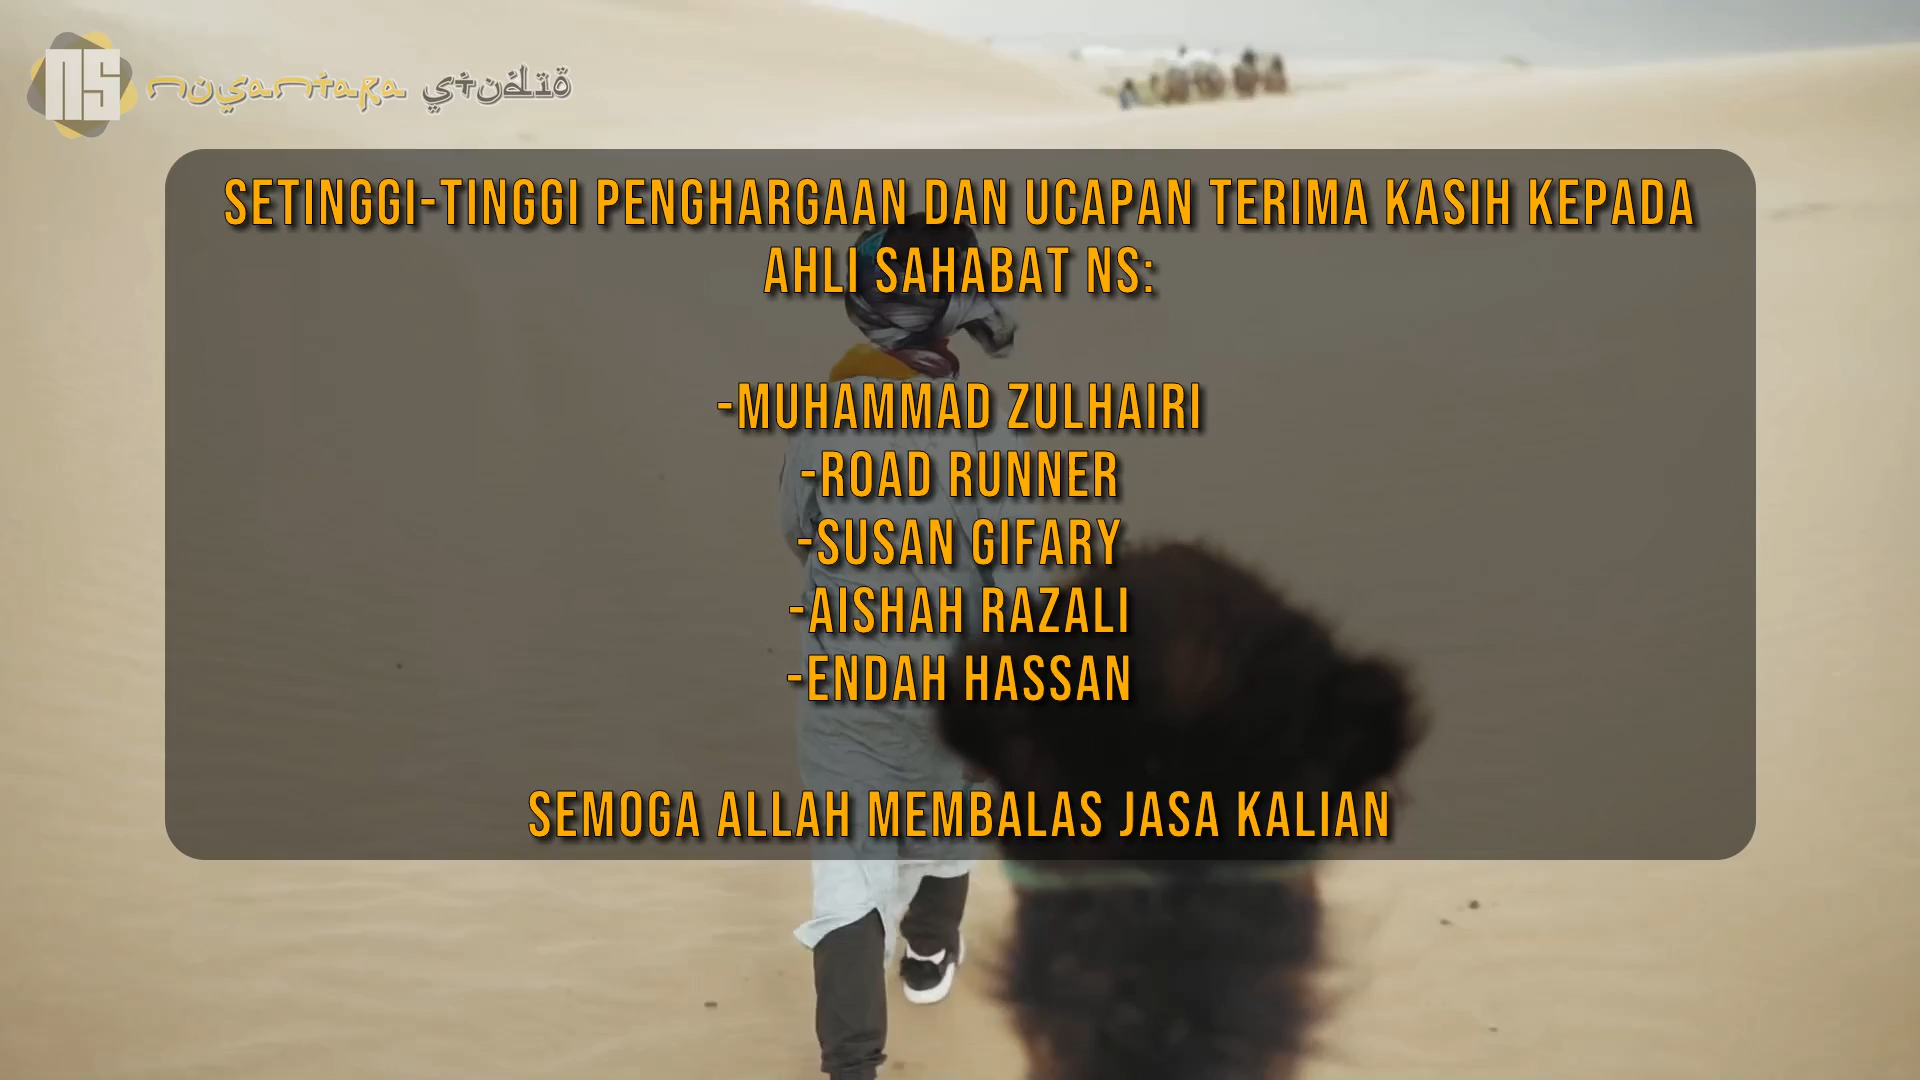 NS nusantara studio
SETINGGI-TINGGI PENGHARGAAN DAN UCAPAN TERIMA KASIH KEPADA
AHLI SAHABAT NS:
-MUHAMMAD ZULHAIRI
-ROAD RUNNER
-SUSAN GIFARY
-AISHAH RAZALI
-ENDAH HASSAN
SEMOGA ALLAH MEMBALAS JASA KALIAN